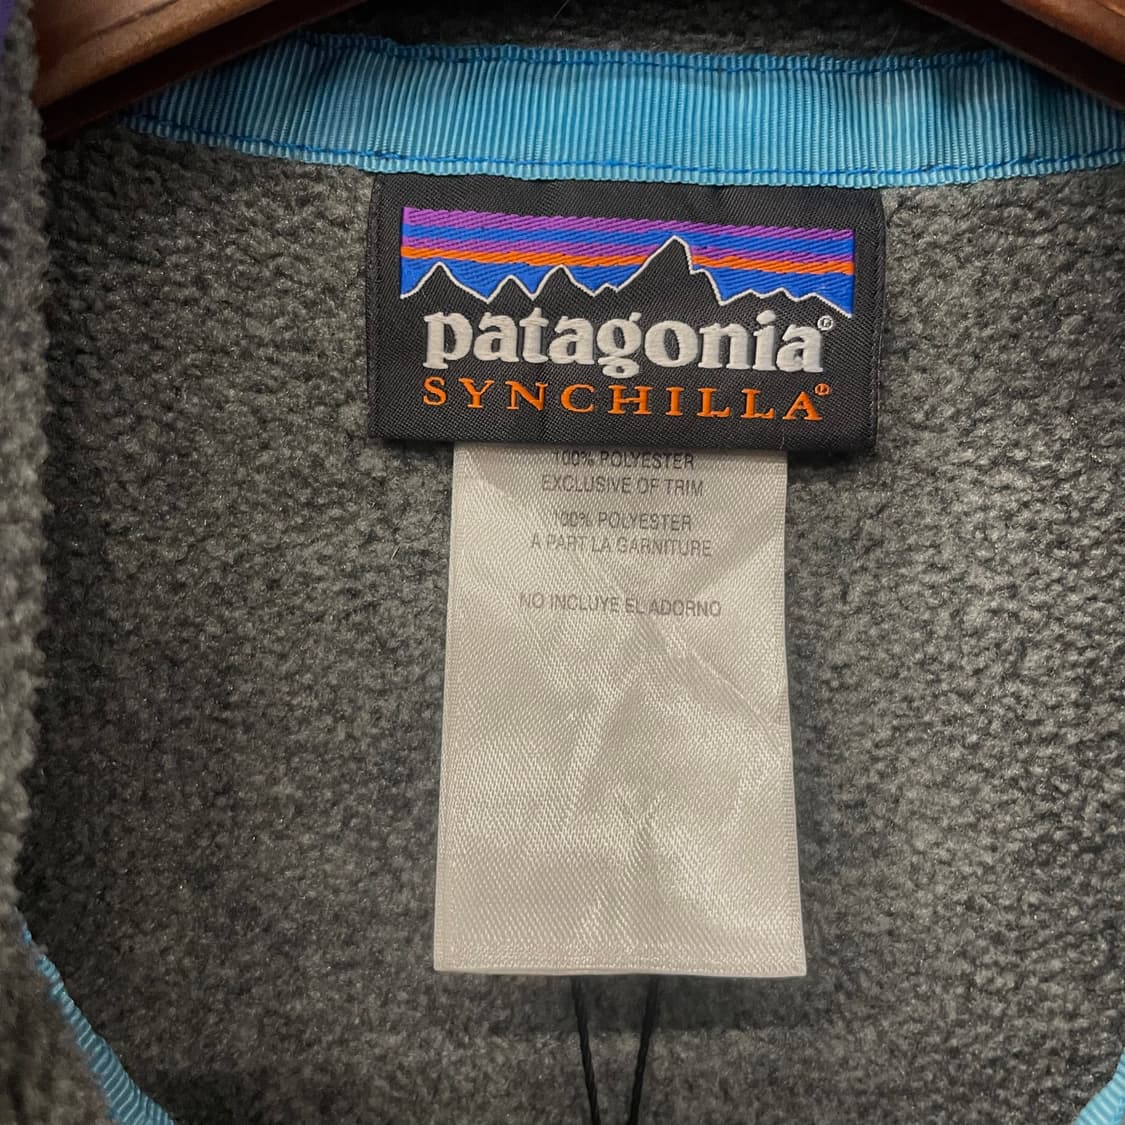 patagonia®
SYNCHILLA®
100% POLYESTER
EXCLUSIVE OF TRIM
100% POLYESTER
A PART LA GARNITURE
NO INCLUYE EL ADORNO